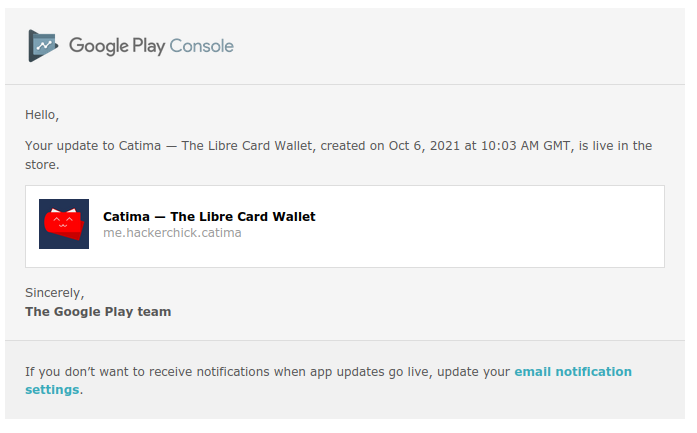 Google Play Console
Hello,
Your update to Catima — The Libre Card Wallet, created on Oct 6, 2021 at 10:03 AM GMT, is live in the
store.
Catima — The Libre Card Wallet
me.hackerchick.catima
Sincerely,
The Google Play team
If you don’t want to receive notifications when app updates go live, update your email notification
settings.